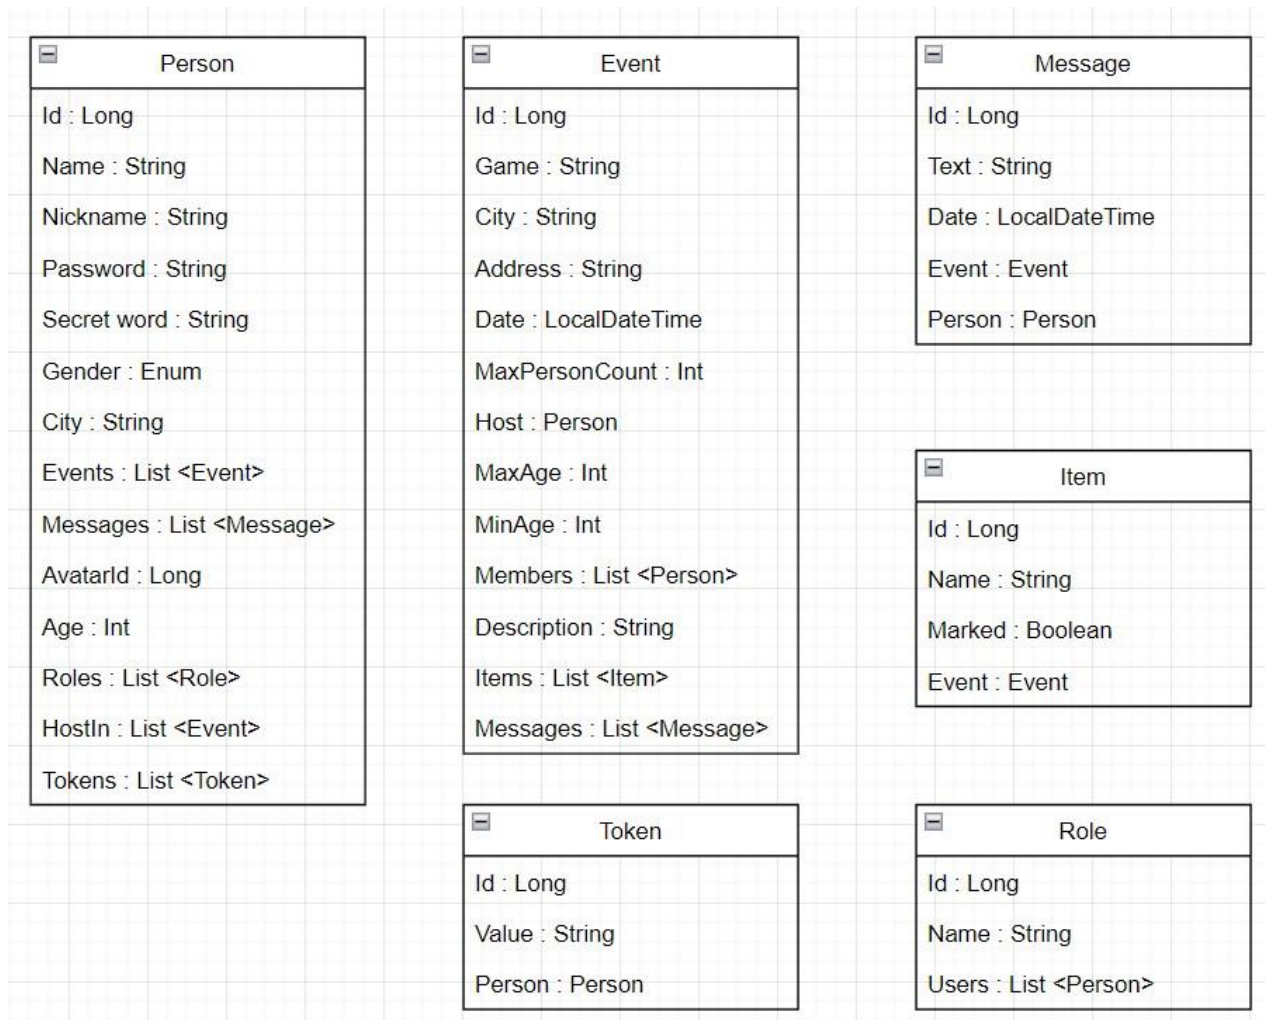 Person
Id : Long
Name : String
Nickname : String
Password : String
Secret word : String
Gender : Enum
City : String
Events : List <Event>
Messages : List <Message>
AvatarId : Long
Age : Int
Roles : List <Role>
HostIn : List <Event>
Tokens : List <Token>
Event
Id : Long
Game : String
City : String
Address : String
Date : LocalDateTime
MaxPersonCount : Int
Host : Person
MaxAge : Int
MinAge : Int
Members : List <Person>
Description : String
Items : List <Item>
Messages : List <Message>
Message
Id : Long
Text : String
Date : LocalDateTime
Event : Event
Person : Person
Item
Id : Long
Name : String
Marked : Boolean
Event : Event
Token
Id : Long
Value : String
Person : Person
Role
Id : Long
Name : String
Users : List <Person>